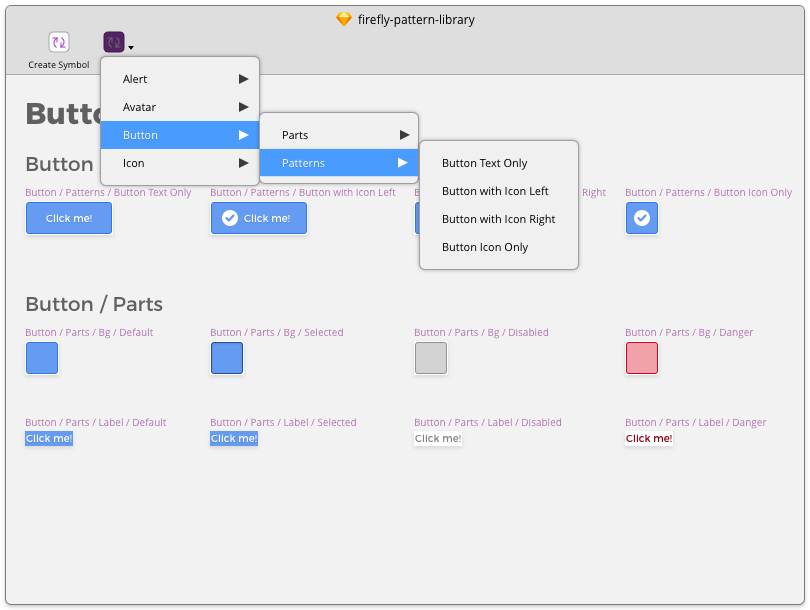 firefly-pattern-library
Create Symbol
Alert
Avatar
Button
Icon
Parts
Patterns
Button Text Only
Button with Icon Left
Button with Icon Right
Button Icon Only
Button
Button / Patterns / Button Text Only
Button / Patterns / Button with Icon Left
Right
Button / Patterns / Button Icon Only
Click me!
Click me!
Button / Parts
Button / Parts / Bg / Default
Button / Parts / Bg / Selected
Button / Parts / Bg / Disabled
Button / Parts / Bg / Danger
Button / Parts / Label / Default
Button / Parts / Label / Selected
Button / Parts / Label / Disabled
Button / Parts / Label / Danger
Click me!
Click me!
Click me!
Click me!